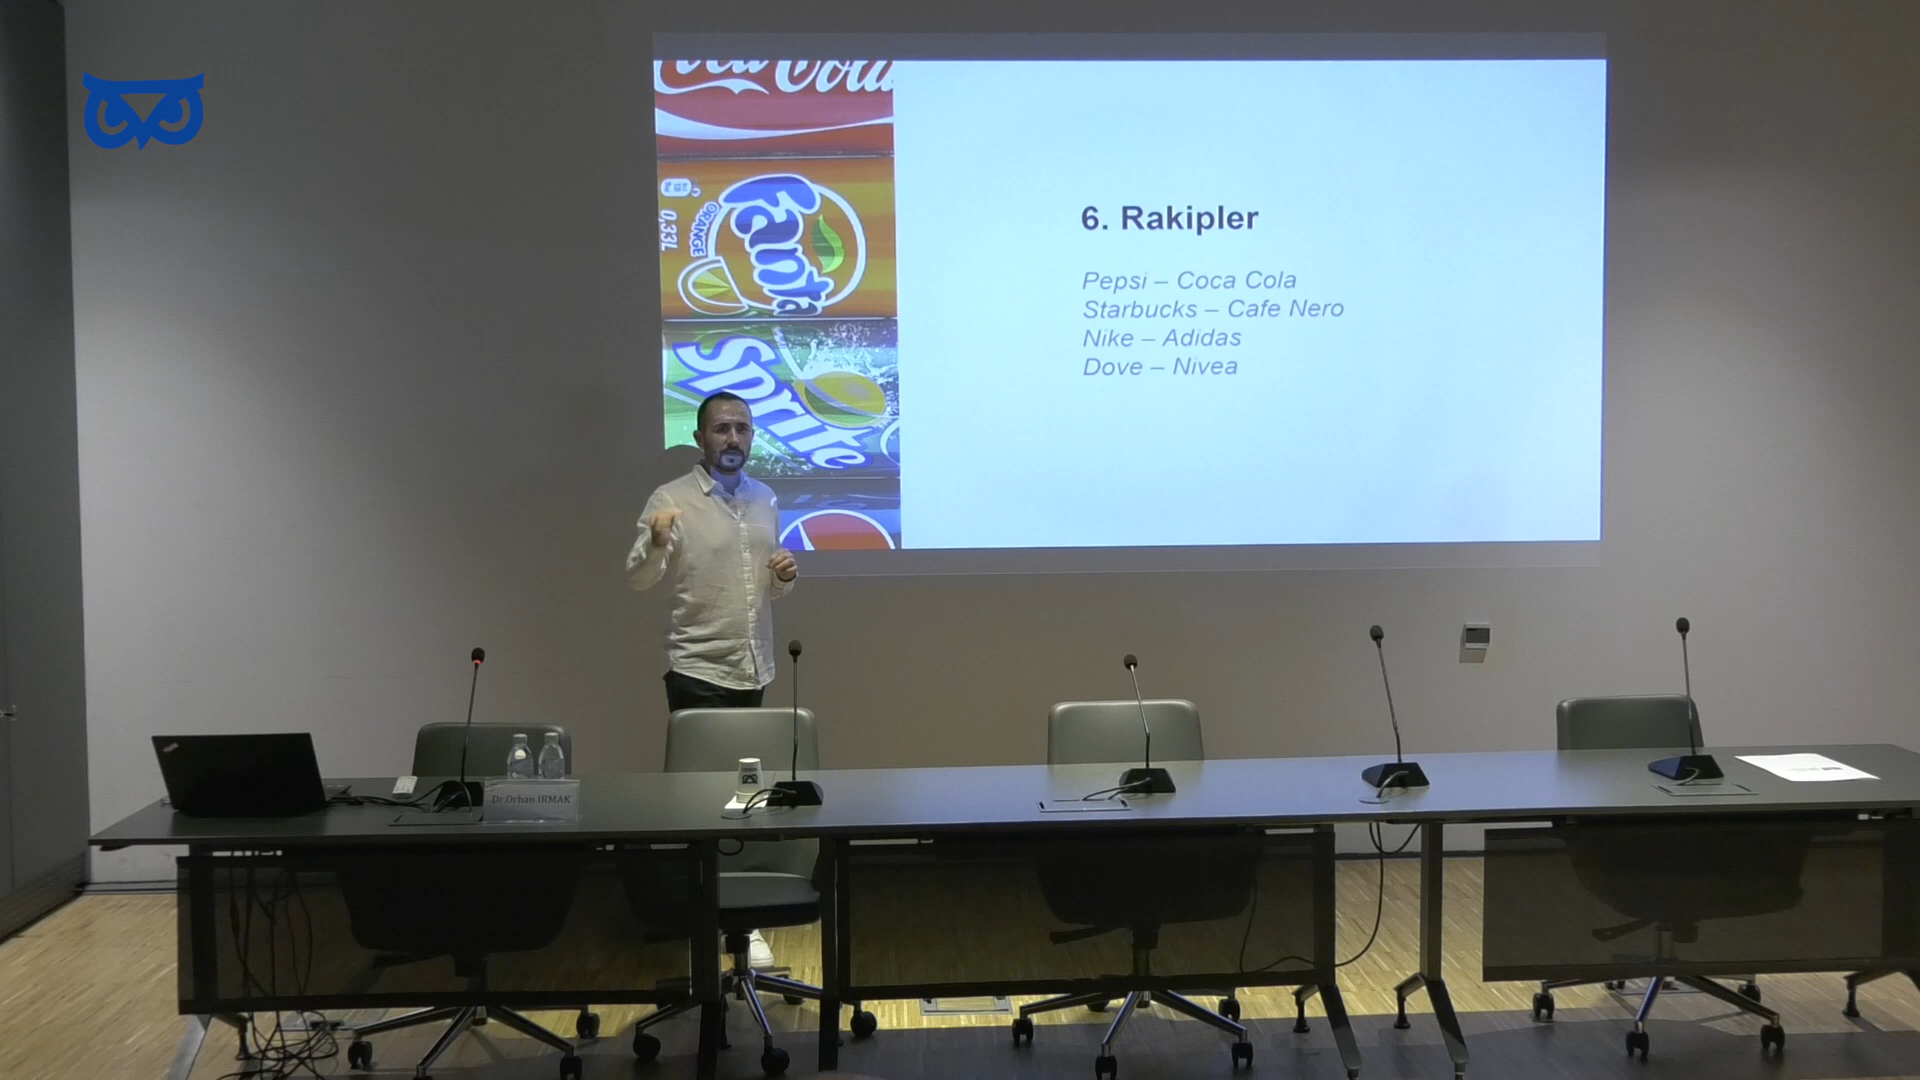 Coca Cola
Fanta
ORANGE
0,33L
Sprite
6. Rakipler
Pepsi – Coca Cola
Starbucks – Cafe Nero
Nike – Adidas
Dove – Nivea
Dr.Orhan IRMAK